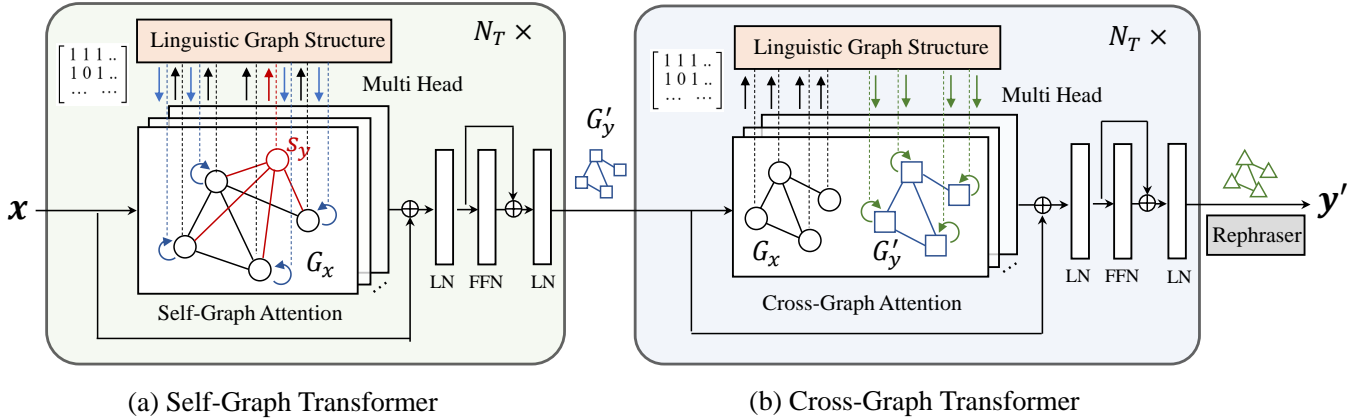 Linguistic Graph Structure
N_T ×
1 1 1 ..
1 0 1 ..
... ...
Multi Head
s_y
G_x
...
Self-Graph Attention
x
LN
FFN
LN
G'_y
(a) Self-Graph Transformer
Linguistic Graph Structure
N_T ×
1 1 1 ..
1 0 1 ..
... ...
Multi Head
G_x
G'_y
...
Cross-Graph Attention
LN
FFN
LN
Rephraser
y'
(b) Cross-Graph Transformer